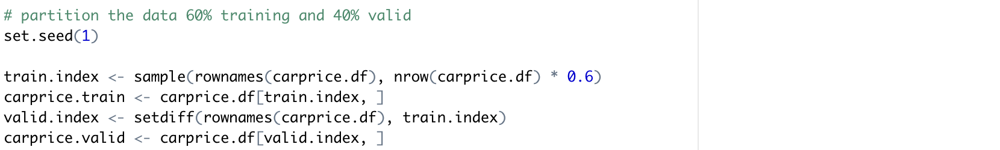 # partition the data 60% training and 40% valid
set.seed(1)
train.index <- sample(rownames(carprice.df), nrow(carprice.df) * 0.6)
carprice.train <- carprice.df[train.index, ]
valid.index <- setdiff(rownames(carprice.df), train.index)
carprice.valid <- carprice.df[valid.index, ]